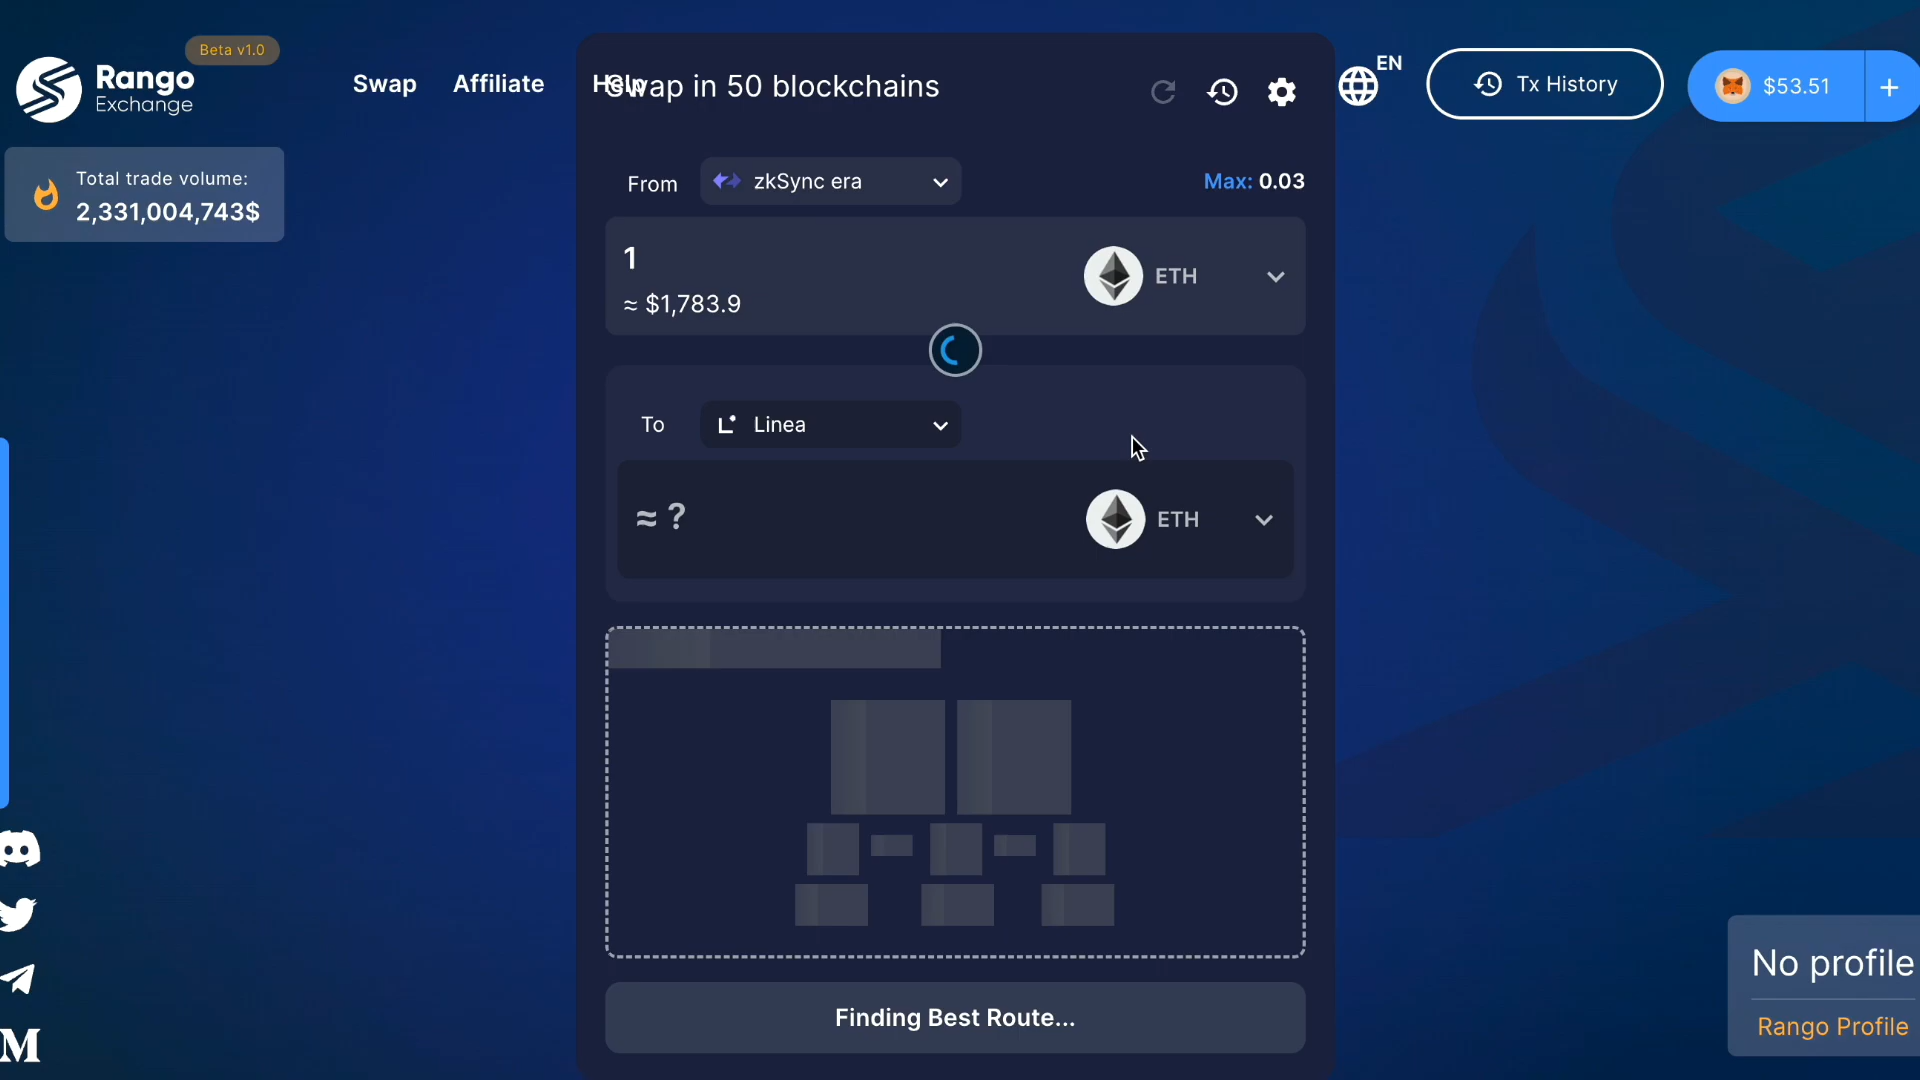 Beta v1.0
Rango
Exchange
Swap
Affiliate
Help
Swap in 50 blockchains
EN
Tx History
$53.51
+
Total trade volume:
2,331,004,743$
From
zkSync era
Max: 0.03
1
≈ $1,783.9
ETH
To
Linea
≈ ?
ETH
Finding Best Route...
No profile
Rango Profile